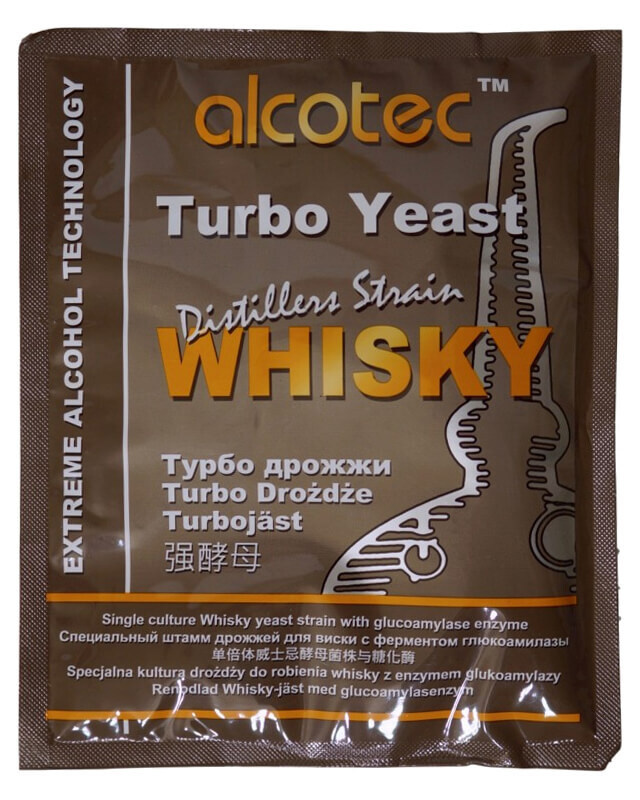 alcotec™
Turbo Yeast
Distillers Strain
WHISKY
Турбо дрожжи
Turbo Drożdże
Turbojäst
强酵母
EXTREME ALCOHOL TECHNOLOGY
Single culture Whisky yeast strain with glucoamylase enzyme
Специальный штамм дрожжей для виски с ферментом глюкоамилазы
单倍体威士忌酵母菌株与糖化酶
Specjalna kultura drożdży do robienia whisky z enzymem glukoamylazy
Renodlad Whisky-jäst med glucoamylasenzym